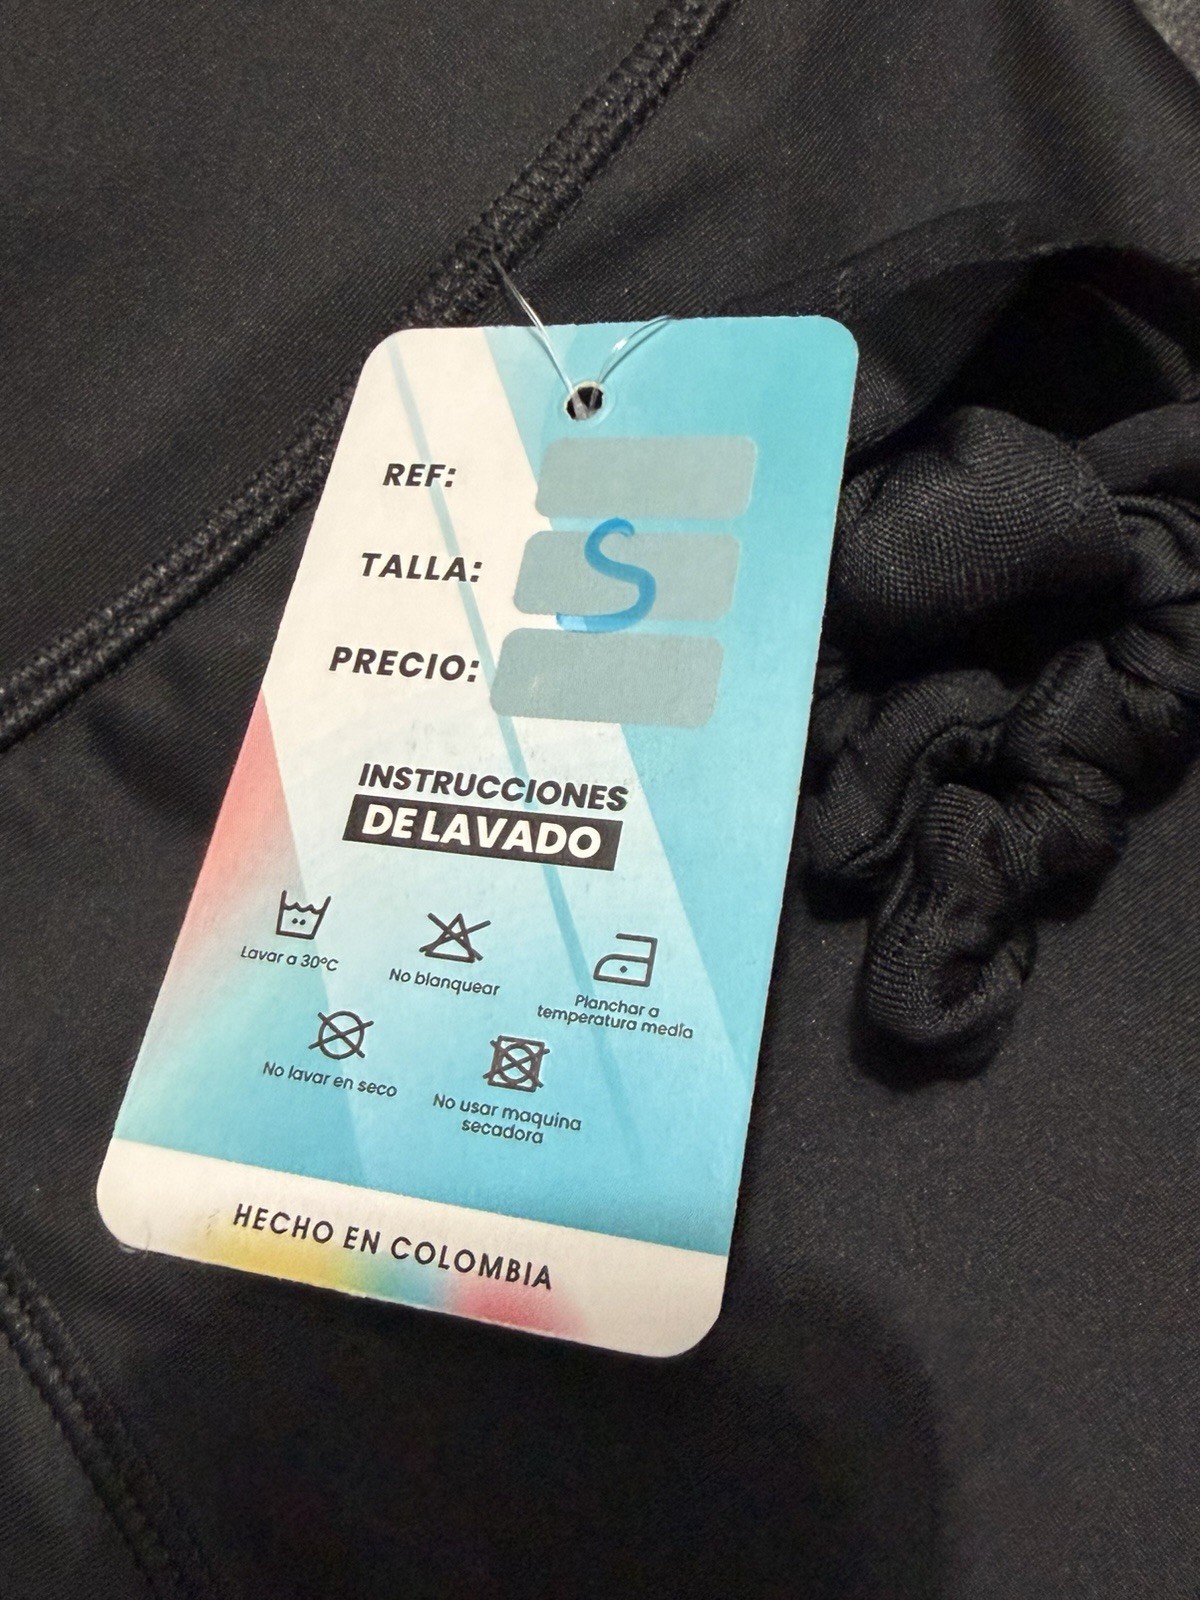 REF:
TALLA: S
PRECIO:
INSTRUCCIONES
DE LAVADO
Lavar a 30°C
No blanquear
Planchar a
temperatura media
No lavar en seco
No usar maquina
secadora
HECHO EN COLOMBIA